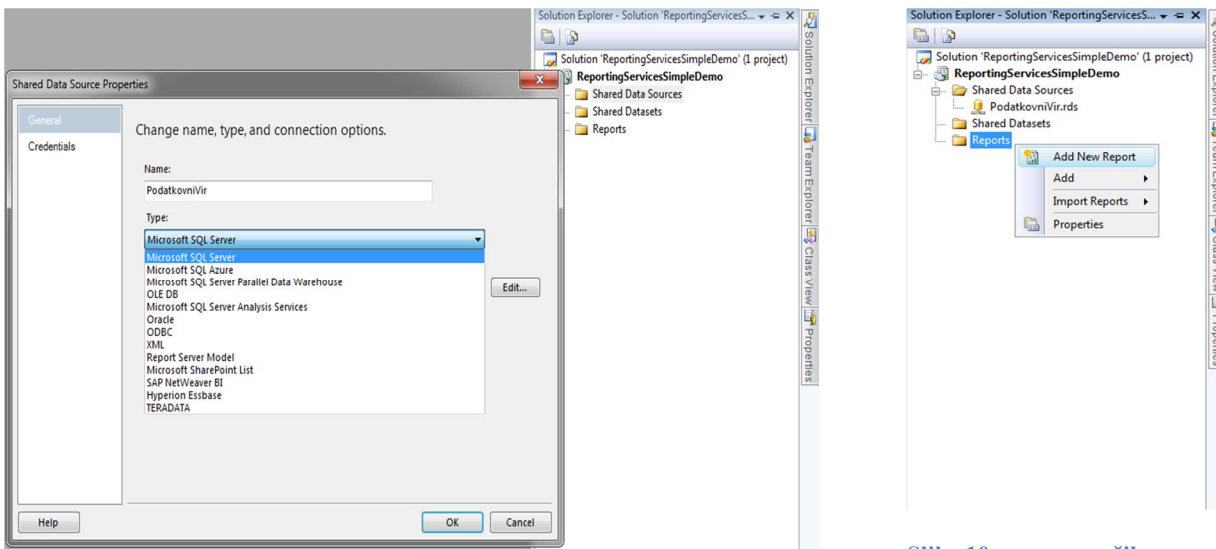 Solution Explorer - Solution 'ReportingServicesS...
Solution 'ReportingServicesSimpleDemo' (1 project)
ReportingServicesSimpleDemo
Shared Data Sources
Shared Datasets
Reports
Solution Explorer
Team Explorer
Class View
Properties
Shared Data Source Properties
General
Credentials
Change name, type, and connection options.
Name:
PodatkovniVir
Type:
Microsoft SQL Server
Microsoft SQL Server
Microsoft SQL Azure
Microsoft SQL Server Parallel Data Warehouse
OLE DB
Microsoft SQL Server Analysis Services
Oracle
ODBC
XML
Report Server Model
Microsoft SharePoint List
SAP NetWeaver BI
Hyperion Essbase
TERADATA
Edit...
Help
OK
Cancel
Solution Explorer - Solution 'ReportingServicesS...
Solution 'ReportingServicesSimpleDemo' (1 project)
ReportingServicesSimpleDemo
Shared Data Sources
PodatkovniVir.rds
Shared Datasets
Reports
Add New Report
Add
Import Reports
Properties